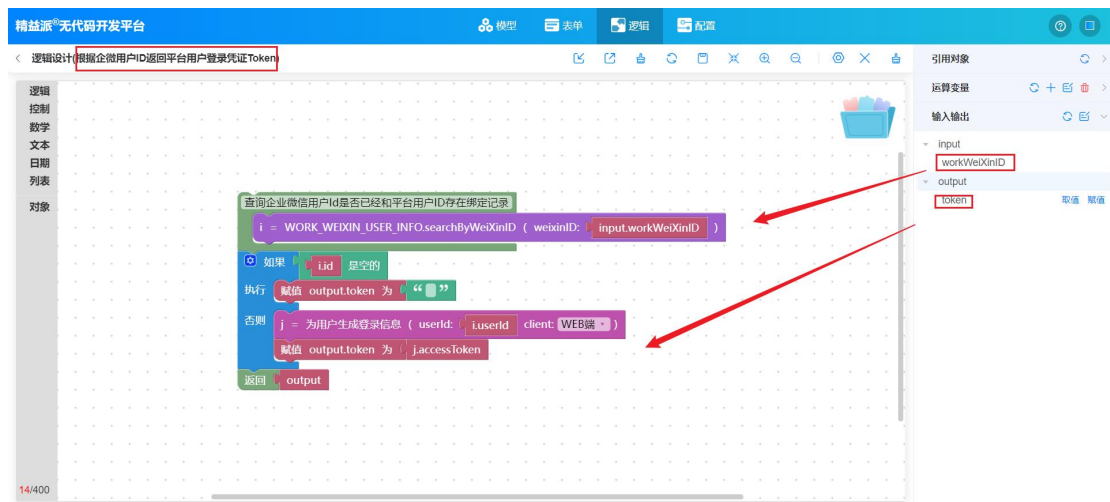 精益派®无代码开发平台
模型 表单 逻辑 配置
逻辑设计(根据企微用户ID返回平台用户登录凭证Token)
引用对象
运算变量
输入输出
input
workWeiXinID
output
token 取值 赋值
逻辑
控制
数学
文本
日期
列表
对象
查询企业微信用户Id是否已经和平台用户ID存在绑定记录
i = WORK_WEIXIN_USER_INFO.searchByWeiXinID ( weixinID: input.workWeiXinID )
如果 i.id 是空的
执行 赋值 output.token 为 “ ”
否则 j = 为用户生成登录信息 ( userId: i.userId client: WEB端 )
赋值 output.token 为 j.accessToken
返回 output
14/400